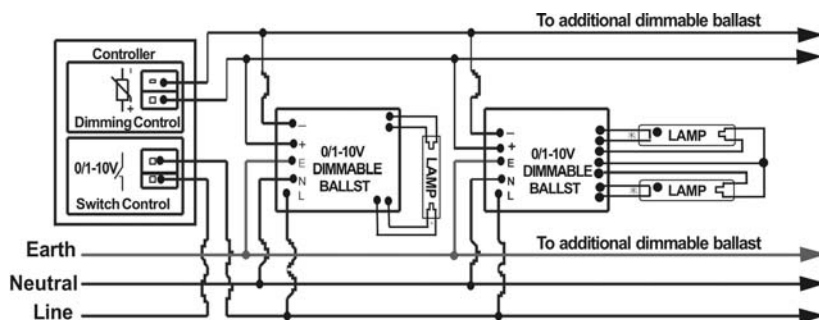 To additional dimmable ballast
Controller
-
+
Dimming Control
0/1-10V
Switch Control
–
+
E
N
L
0/1-10V
DIMMABLE
BALLST
LAMP
–
+
E
N
L
0/1-10V
DIMMABLE
BALLST
LAMP
LAMP
Earth
To additional dimmable ballast
Neutral
Line